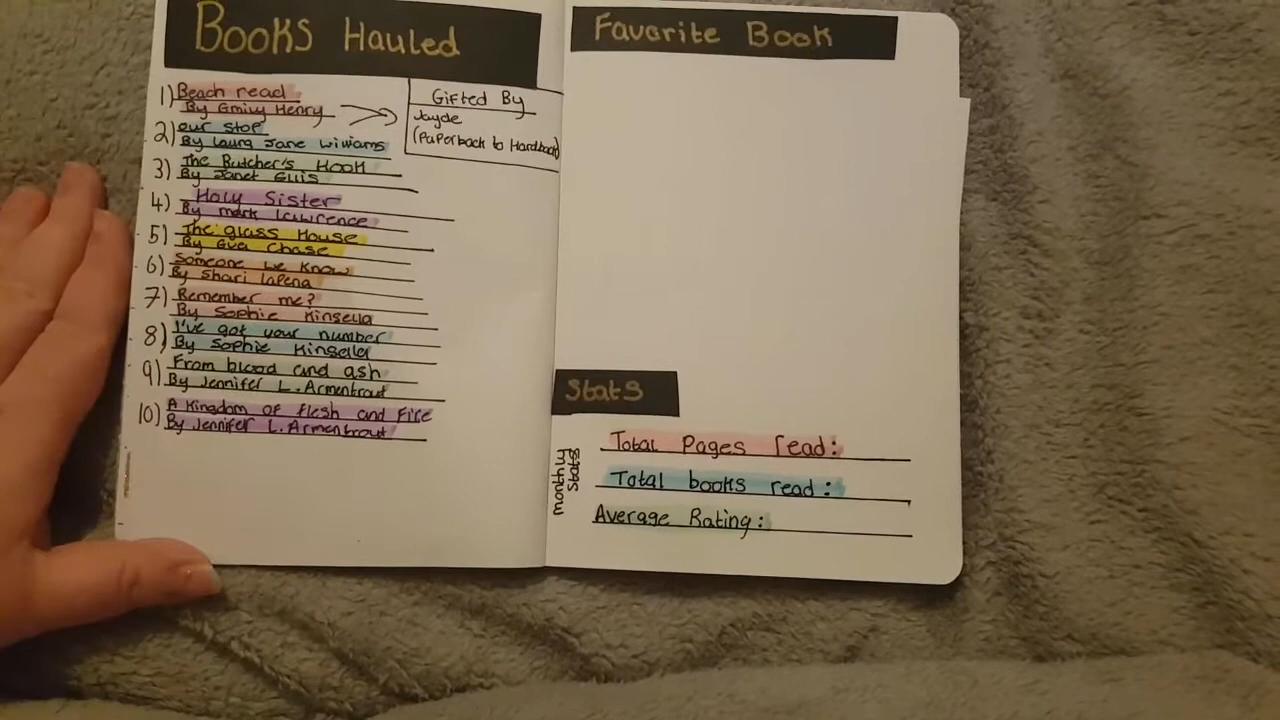 Books Hauled
1) Beach read
By Emily Henry
Gifted By
Jayde
(Paperback to Hardback)
2) our stop
By Laura Jane Williams
3) The Butcher's Hook
By Janet Ellis
4) Holy Sister
By mark Lawrence
5) The glass House
By Eva Chase
6) Someone we know
By Shari Lapena
7) Remember me?
By Sophie Kinsella
8) I've got your number
By Sophie Kinsella
9) From blood and ash
By Jennifer L. Armentrout
10) A Kingdom of flesh and Fire
By Jennifer L. Armentrout
Favorite Book
Stats
month stats
Total Pages read:
Total books read:
Average Rating: